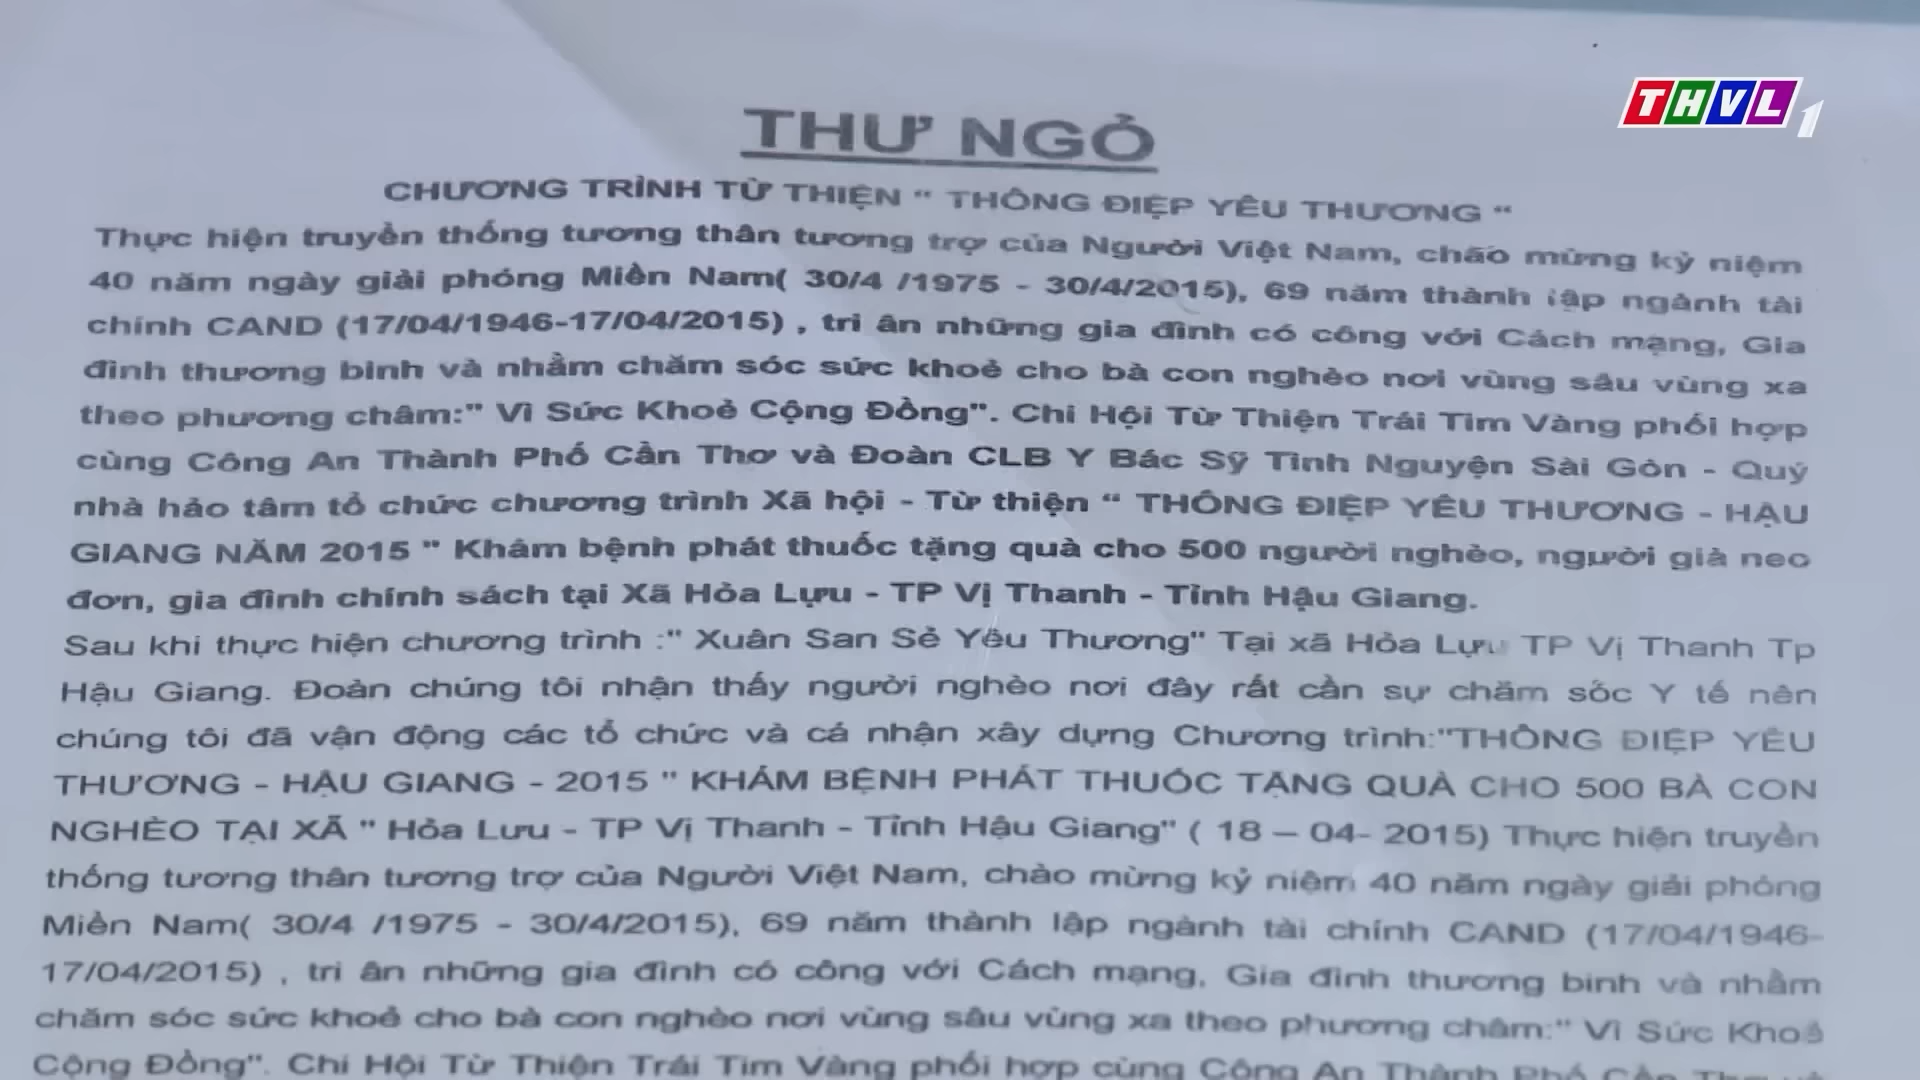 THVL1
THƯ NGỎ
CHƯƠNG TRÌNH TỪ THIỆN " THÔNG ĐIỆP YÊU THƯƠNG "
Thực hiện truyền thống tương thân tương trợ của Người Việt Nam, chào mừng kỷ niệm
40 năm ngày giải phóng Miền Nam( 30/4 /1975 - 30/4/2015), 69 năm thành lập ngành tài
chính CAND (17/04/1946-17/04/2015) , tri ân những gia đình có công với Cách mạng, Gia
đình thương binh và nhằm chăm sóc sức khoẻ cho bà con nghèo nơi vùng sâu vùng xa
theo phương châm:" Vì Sức Khoẻ Cộng Đồng". Chi Hội Từ Thiện Trái Tim Vàng phối hợp
cùng Công An Thành Phố Cần Thơ và Đoàn CLB Y Bác Sỹ Tình Nguyện Sài Gòn - Quý
nhà hảo tâm tổ chức chương trình Xã hội - Từ thiện " THÔNG ĐIỆP YÊU THƯƠNG - HẬU
GIANG NĂM 2015 " Khám bệnh phát thuốc tặng quà cho 500 người nghèo, người già neo
đơn, gia đình chính sách tại Xã Hỏa Lựu - TP Vị Thanh - Tỉnh Hậu Giang.
Sau khi thực hiện chương trình :" Xuân San Sẻ Yêu Thương" Tại xã Hỏa Lựu TP Vị Thanh Tp
Hậu Giang. Đoàn chúng tôi nhận thấy người nghèo nơi đây rất cần sự chăm sóc Y tế nên
chúng tôi đã vận động các tổ chức và cá nhận xây dựng Chương trình:"THÔNG ĐIỆP YÊU
THƯƠNG - HẬU GIANG - 2015 " KHÁM BỆNH PHÁT THUỐC TẶNG QUÀ CHO 500 BÀ CON
NGHÈO TẠI XÃ " Hỏa Lưu - TP Vị Thanh - Tỉnh Hậu Giang" ( 18 – 04- 2015) Thực hiện truyền
thống tương thân tương trợ của Người Việt Nam, chào mừng kỷ niệm 40 năm ngày giải phóng
Miền Nam( 30/4 /1975 - 30/4/2015), 69 năm thành lập ngành tài chính CAND (17/04/1946-
17/04/2015) , tri ân những gia đình có công với Cách mạng, Gia đình thương binh và nhằm
chăm sóc sức khoẻ cho bà con nghèo nơi vùng sâu vùng xa theo phương châm:" Vì Sức Khoẻ
Cộng Đồng". Chi Hội Từ Thiện Trái Tim Vàng phối hợp cùng Công An Thành Phố Cần Thơ và